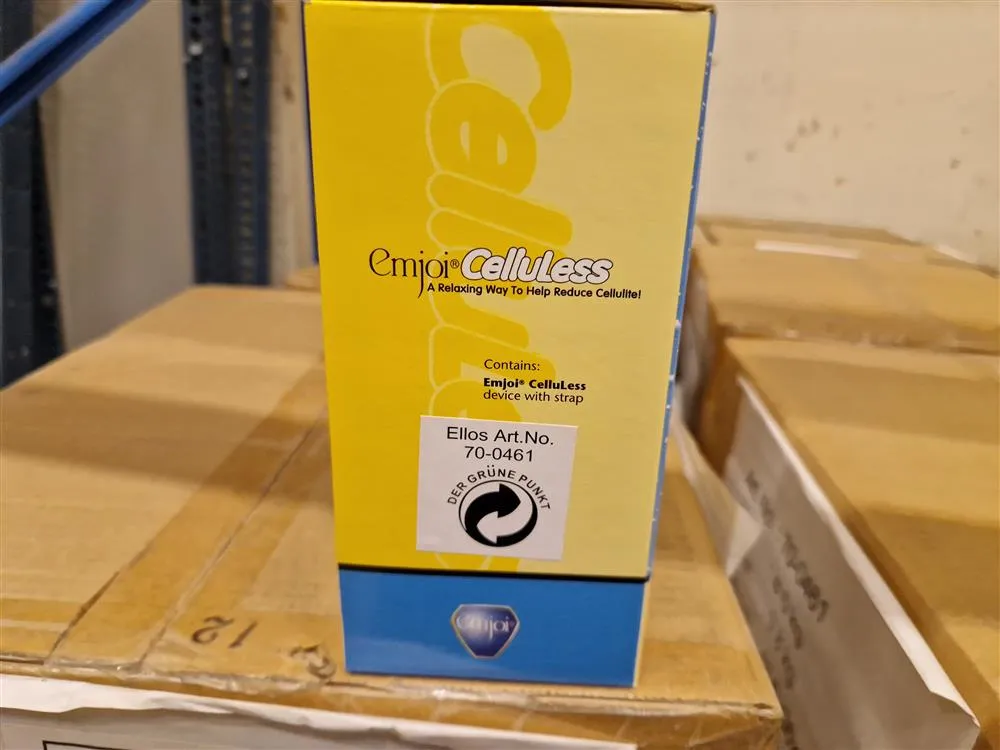 CelluLess
emjoi® CelluLess
A Relaxing Way To Help Reduce Cellulite!
Contains:
Emjoi® CelluLess
device with strap
Ellos Art.No.
70-0461
DER GRÜNE PUNKT
emjoi®
12